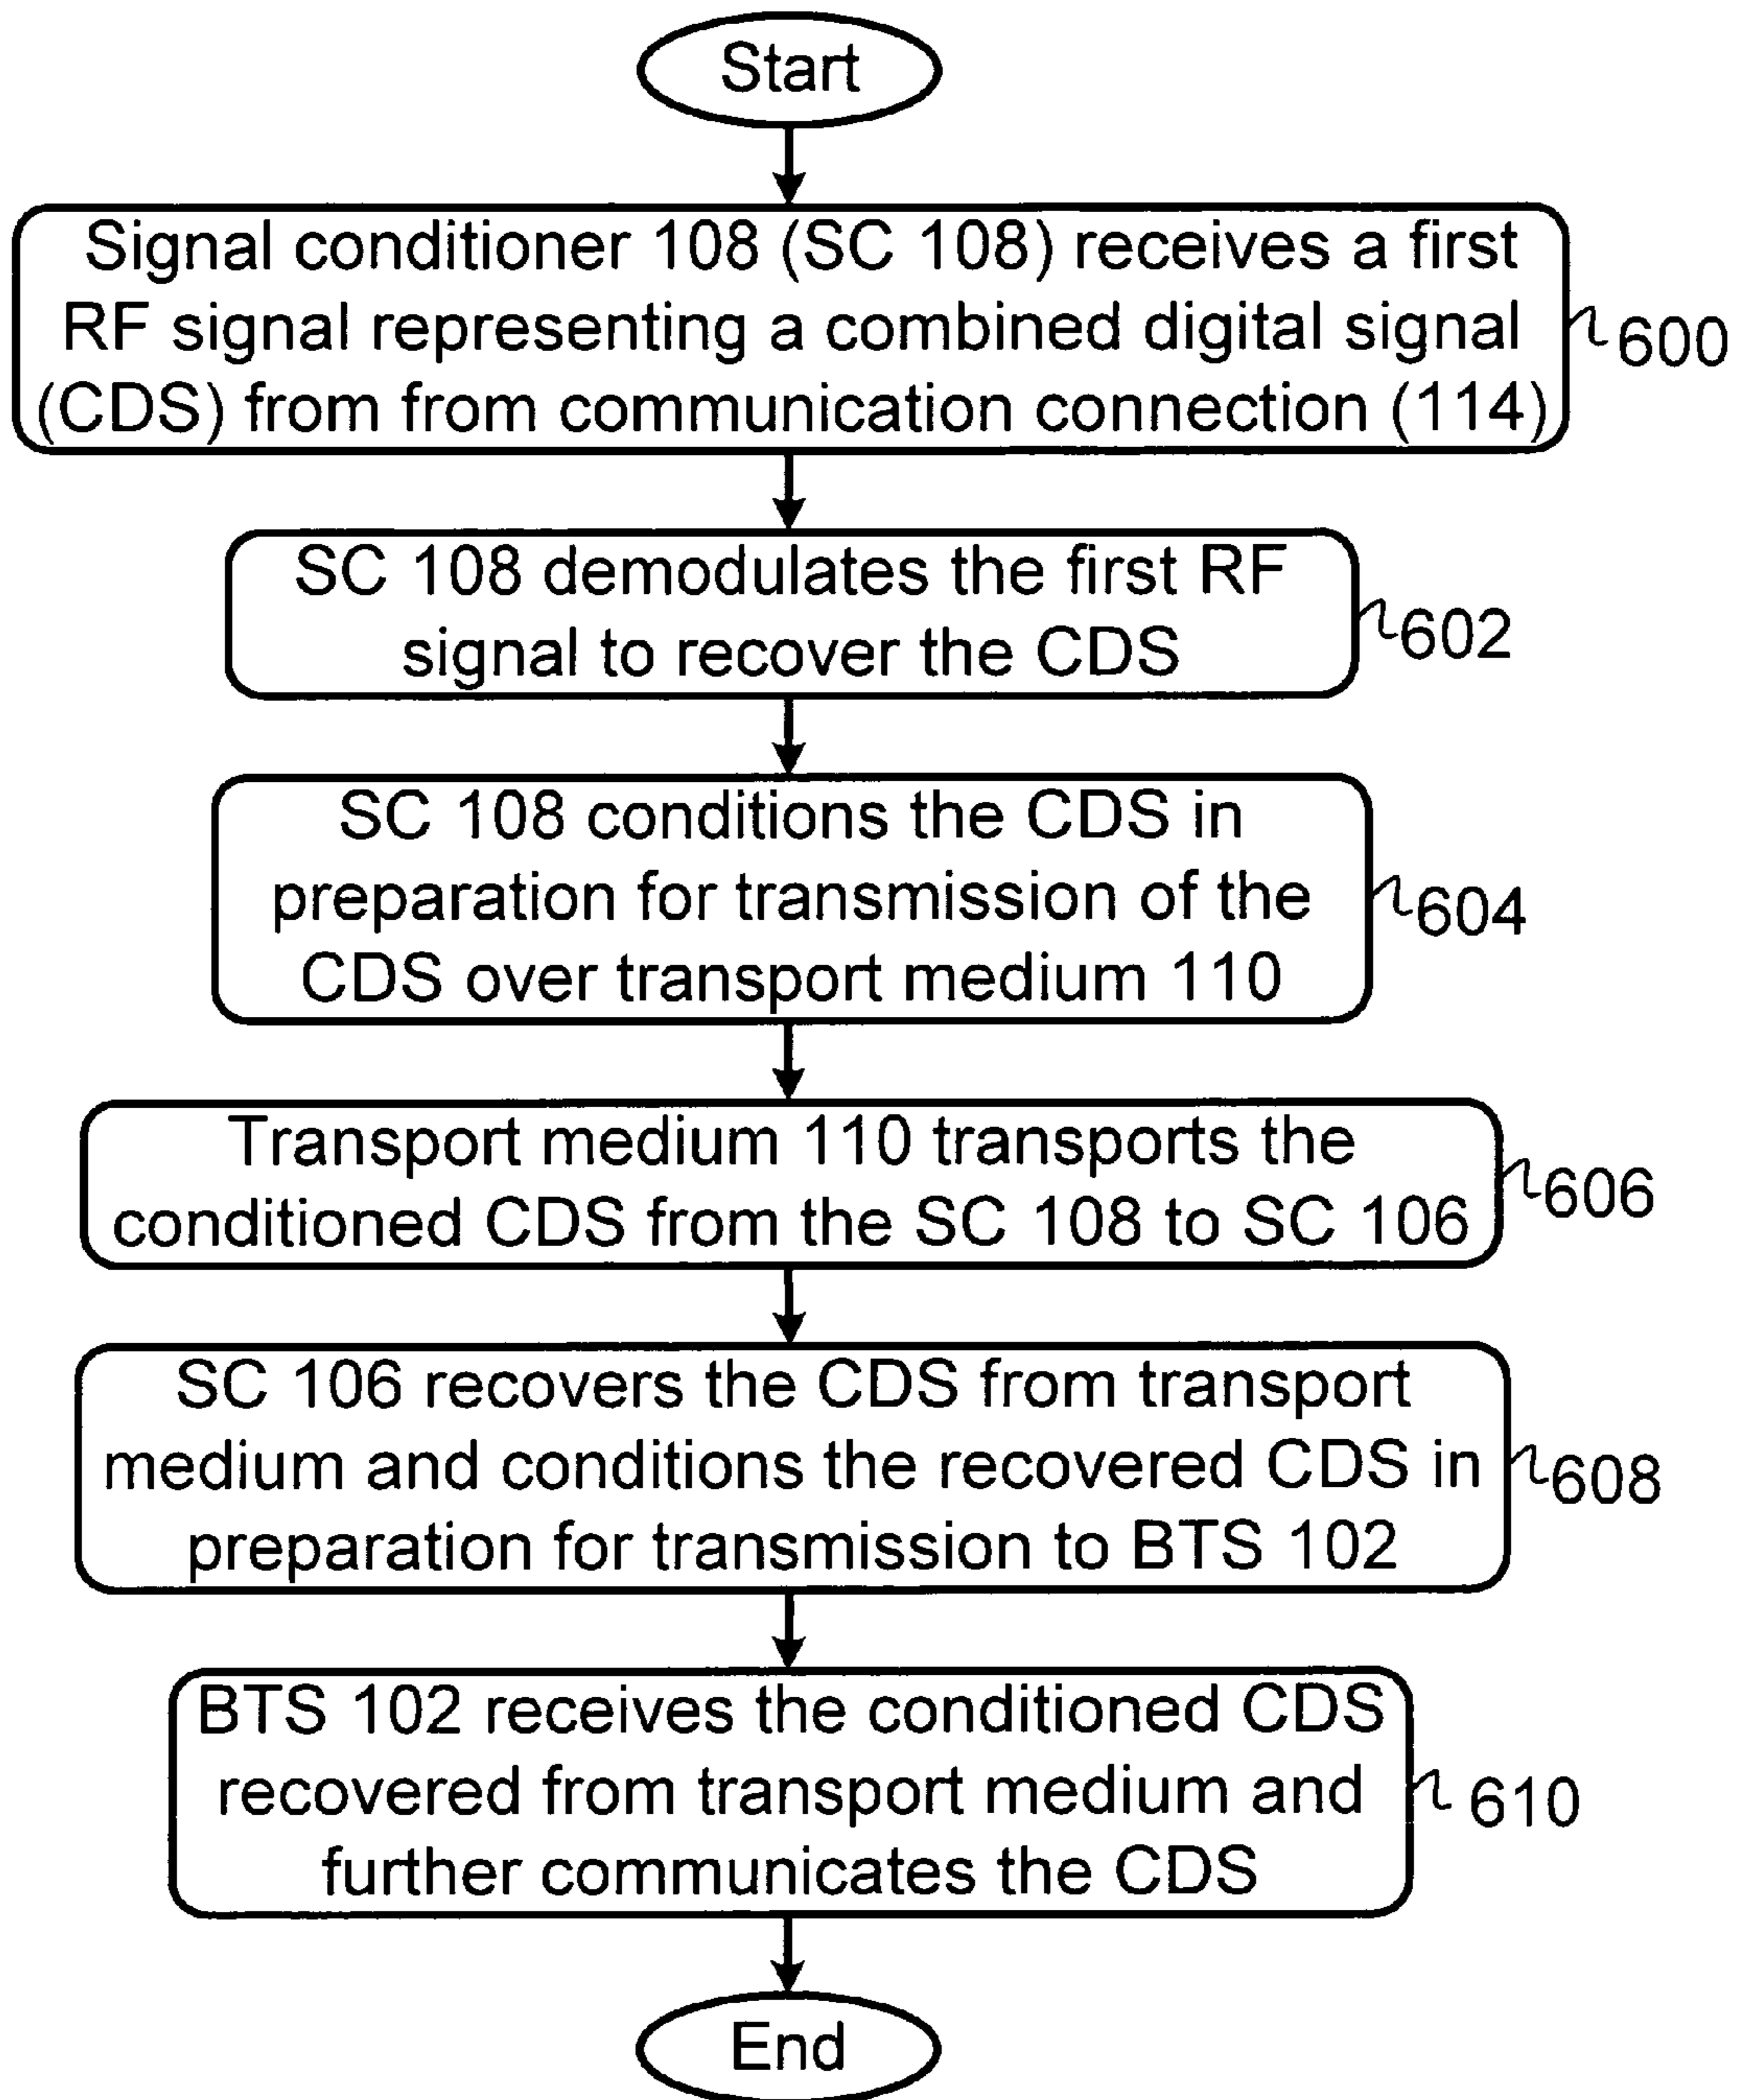 Start
Signal conditioner 108 (SC 108) receives a first
RF signal representing a combined digital signal
(CDS) from from communication connection (114)
600
SC 108 demodulates the first RF
signal to recover the CDS
602
SC 108 conditions the CDS in
preparation for transmission of the
CDS over transport medium 110
604
Transport medium 110 transports the
conditioned CDS from the SC 108 to SC 106
606
SC 106 recovers the CDS from transport
medium and conditions the recovered CDS in
preparation for transmission to BTS 102
608
BTS 102 receives the conditioned CDS
recovered from transport medium and
further communicates the CDS
610
End